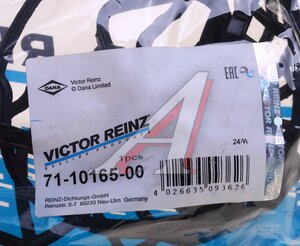 DANA
Victor Reinz
© Dana Limited
EAC
VICTOR REINZ
SEALING PRODUCTS
1pcs
24/W
71-10165-00
REINZ-Dichtungs-GmbH
Reinzstr. 3-7 89233 Neu-Ulm Germany
4 026635 093626